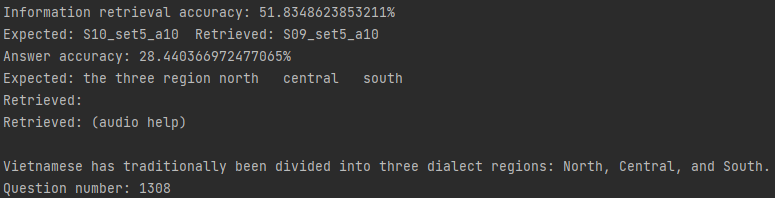 Information retrieval accuracy: 51.8348623853211%
Expected: S10_set5_a10  Retrieved: S09_set5_a10
Answer accuracy: 28.440366972477065%
Expected: the three region north   central   south
Retrieved:
Retrieved: (audio help)
Vietnamese has traditionally been divided into three dialect regions: North, Central, and South.
Question number: 1308